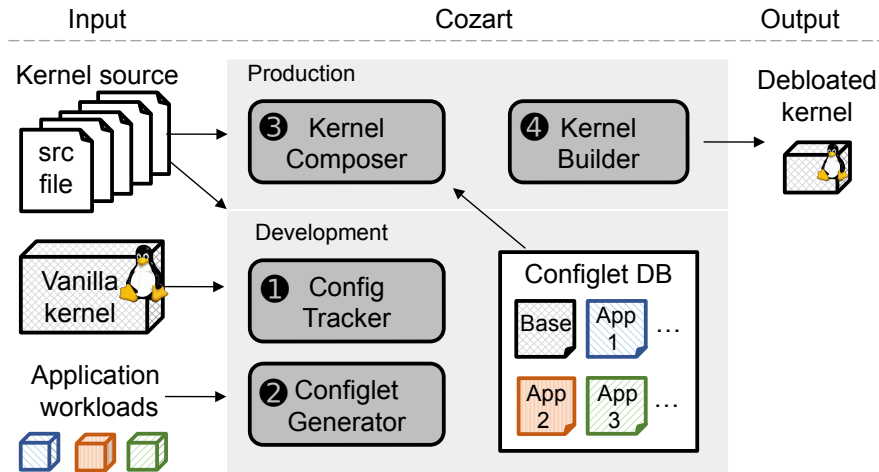 Input
Cozart
Output
Kernel source
src
file
Production
❸ Kernel
Composer
❹ Kernel
Builder
Debloated
kernel
Vanilla
kernel
Development
❶ Config
Tracker
Application
workloads
❷ Configlet
Generator
Configlet DB
Base
App
1
...
App
2
App
3
...